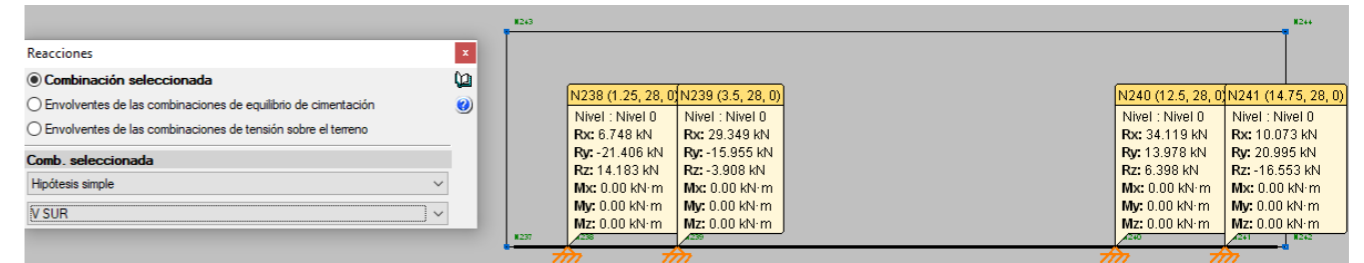 N243
N244
Reacciones
x
Combinación seleccionada
Envolventes de las combinaciones de equilibrio de cimentación
Envolventes de las combinaciones de tensión sobre el terreno
Comb. seleccionada
Hipótesis simple
V SUR
N238 (1.25, 28, 0)
Nivel : Nivel 0
Rx: 6.748 kN
Ry: -21.406 kN
Rz: 14.183 kN
Mx: 0.00 kN·m
My: 0.00 kN·m
Mz: 0.00 kN·m
N239 (3.5, 28, 0)
Nivel : Nivel 0
Rx: 29.349 kN
Ry: -15.955 kN
Rz: -3.908 kN
Mx: 0.00 kN·m
My: 0.00 kN·m
Mz: 0.00 kN·m
N240 (12.5, 28, 0)
Nivel : Nivel 0
Rx: 34.119 kN
Ry: 13.978 kN
Rz: 6.398 kN
Mx: 0.00 kN·m
My: 0.00 kN·m
Mz: 0.00 kN·m
N241 (14.75, 28, 0)
Nivel : Nivel 0
Rx: 10.073 kN
Ry: 20.995 kN
Rz: -16.553 kN
Mx: 0.00 kN·m
My: 0.00 kN·m
Mz: 0.00 kN·m
N237
N238
N239
N240
N241
N242